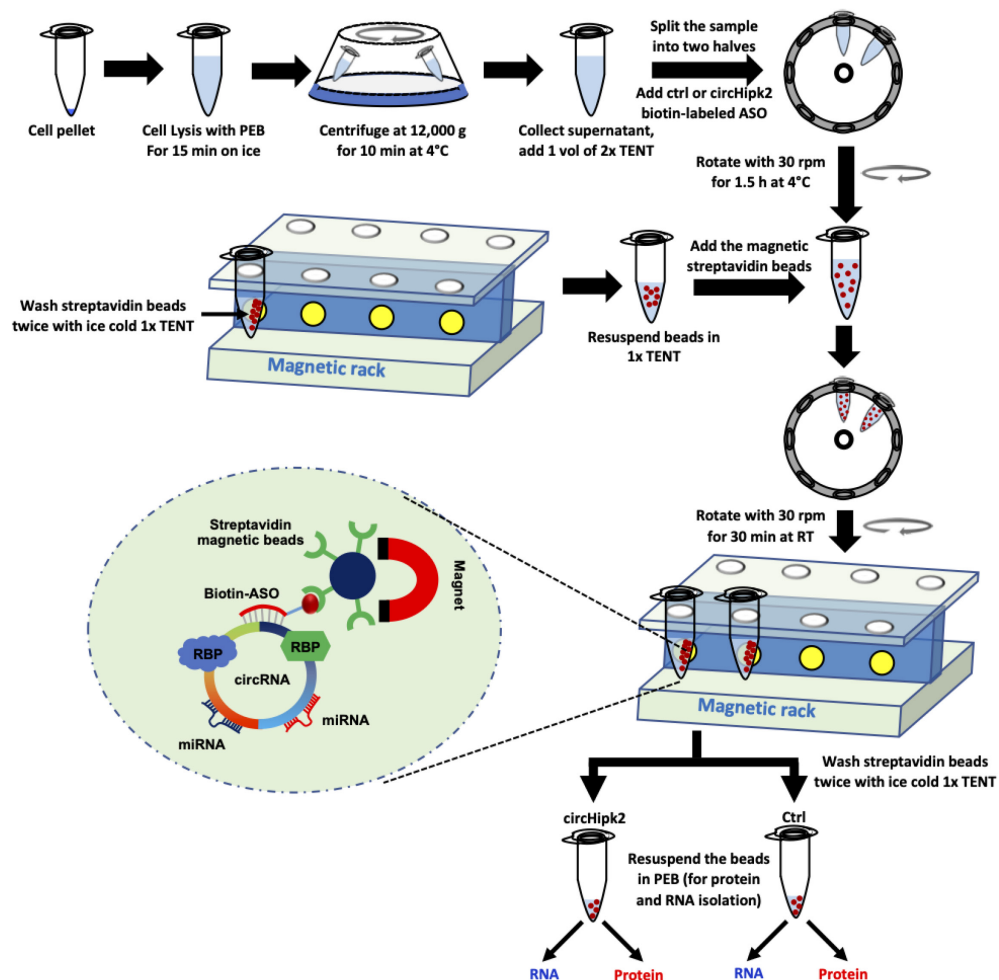 Cell pellet
Cell Lysis with PEB
For 15 min on ice
Centrifuge at 12,000 g
for 10 min at 4°C
Collect supernatant,
add 1 vol of 2x TENT
Split the sample
into two halves
Add ctrl or circHipk2
biotin-labeled ASO
Rotate with 30 rpm
for 1.5 h at 4°C
Wash streptavidin beads
twice with ice cold 1x TENT
Magnetic rack
Resuspend beads in
1x TENT
Add the magnetic
streptavidin beads
Rotate with 30 rpm
for 30 min at RT
Streptavidin
magnetic beads
Magnet
Biotin-ASO
RBP
RBP
circRNA
miRNA
miRNA
Magnetic rack
Wash streptavidin beads
twice with ice cold 1x TENT
circHipk2
Ctrl
Resuspend the beads
in PEB (for protein
and RNA isolation)
RNA
Protein
RNA
Protein